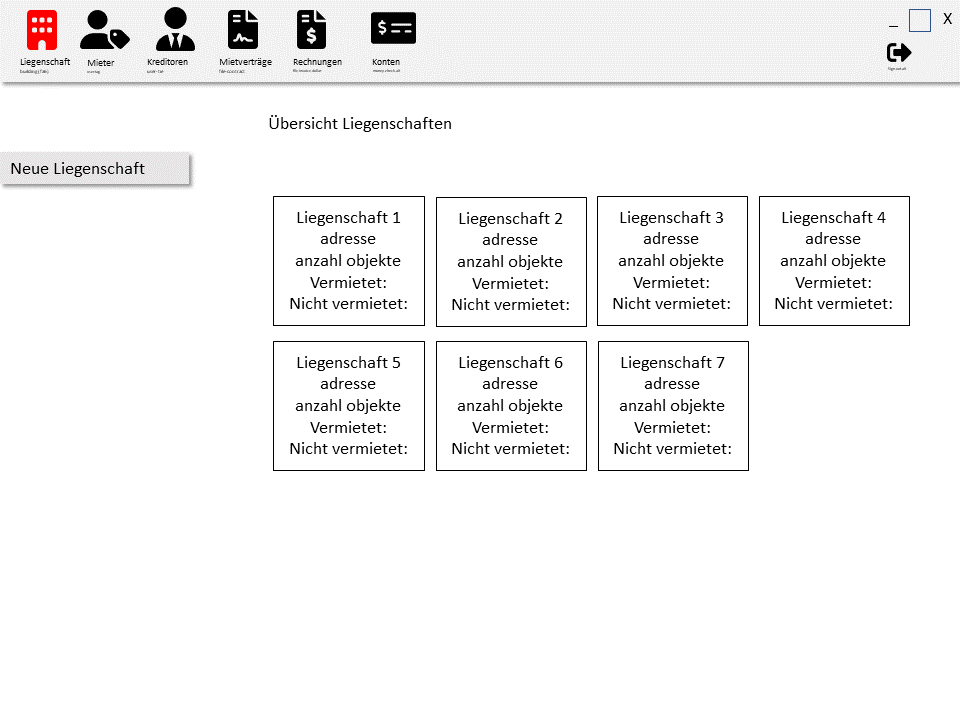 _ X
Liegenschaft Mieter Kreditoren Mietverträge Rechnungen Konten
building (fas) user-tag user-tie file-contract file-invoice-dollar money-check-alt
Sign-out-alt
Übersicht Liegenschaften
Neue Liegenschaft
Liegenschaft 1
adresse
anzahl objekte
Vermietet:
Nicht vermietet:
Liegenschaft 2
adresse
anzahl objekte
Vermietet:
Nicht vermietet:
Liegenschaft 3
adresse
anzahl objekte
Vermietet:
Nicht vermietet:
Liegenschaft 4
adresse
anzahl objekte
Vermietet:
Nicht vermietet:
Liegenschaft 5
adresse
anzahl objekte
Vermietet:
Nicht vermietet:
Liegenschaft 6
adresse
anzahl objekte
Vermietet:
Nicht vermietet:
Liegenschaft 7
adresse
anzahl objekte
Vermietet:
Nicht vermietet: